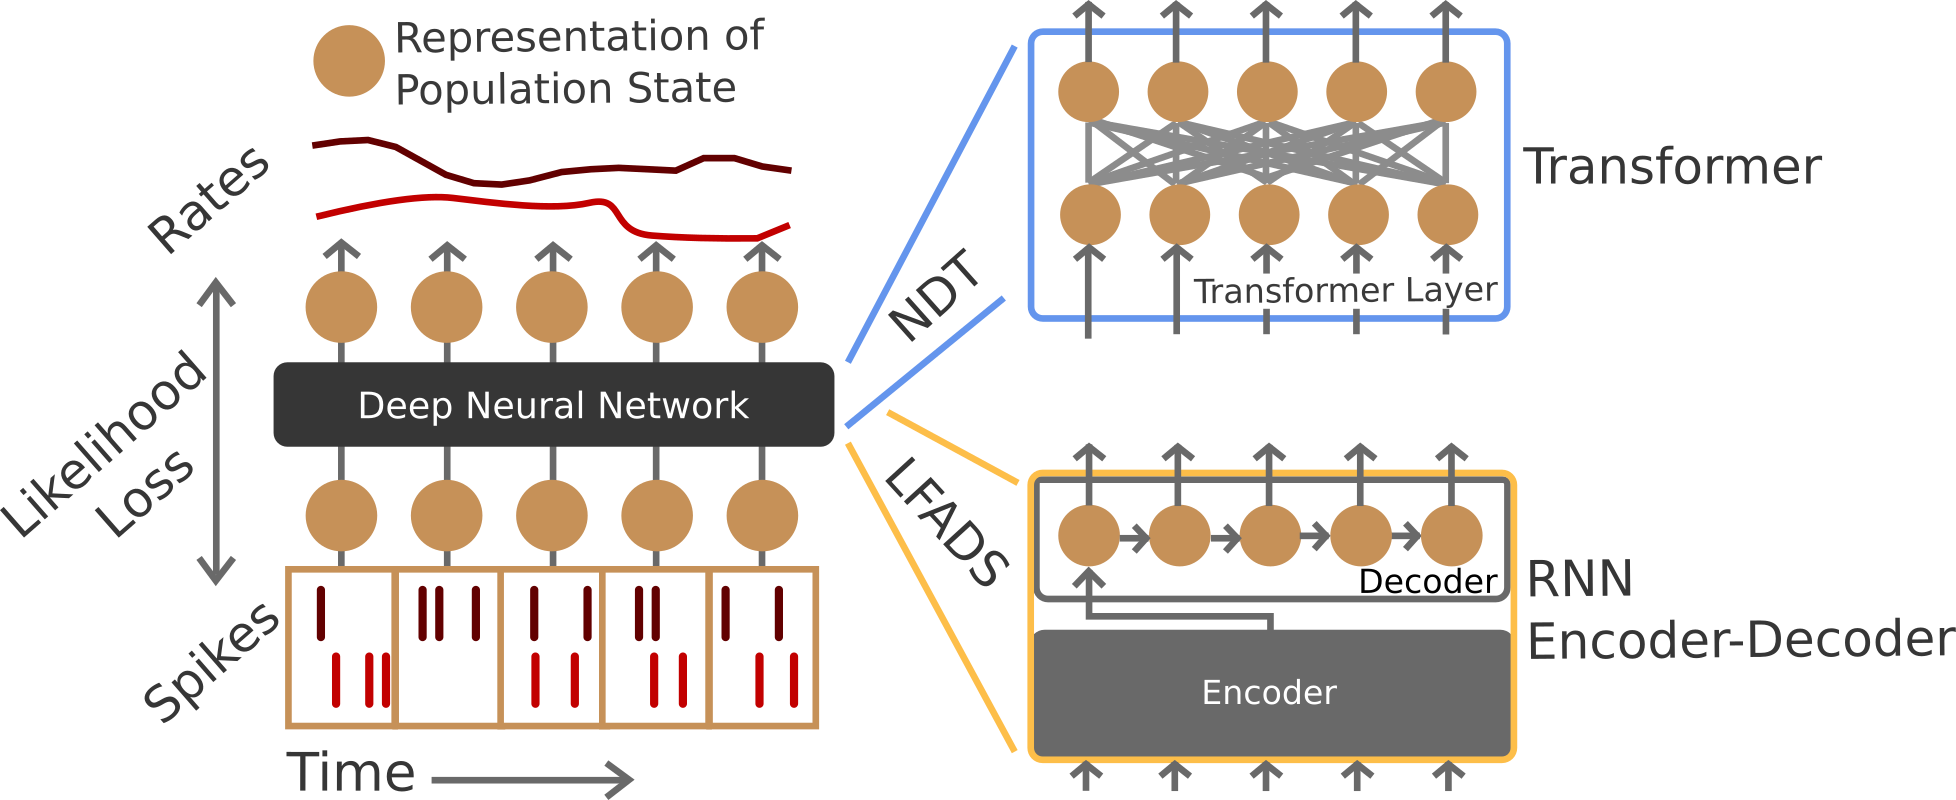 Representation of
Population State
Rates
Likelihood
Loss
Spikes
Time
Deep Neural Network
NDT
LFADS
Transformer Layer
Transformer
Decoder
Encoder
RNN
Encoder-Decoder